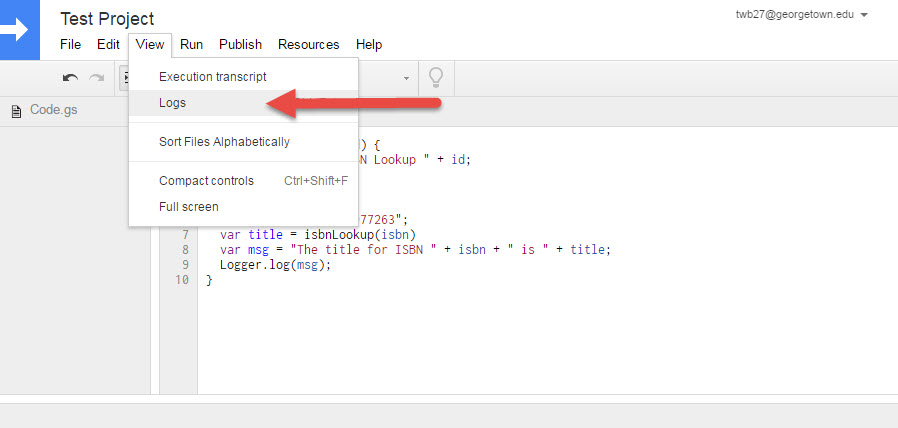 Test Project
twb27@georgetown.edu
File Edit View Run Publish Resources Help
Execution transcript
Logs
Code.gs
Sort Files Alphabetically
) {
N Lookup " + id;
Compact controls Ctrl+Shift+F
Full screen
77263";
7 var title = isbnLookup(isbn)
8 var msg = "The title for ISBN " + isbn + " is " + title;
9 Logger.log(msg);
10 }